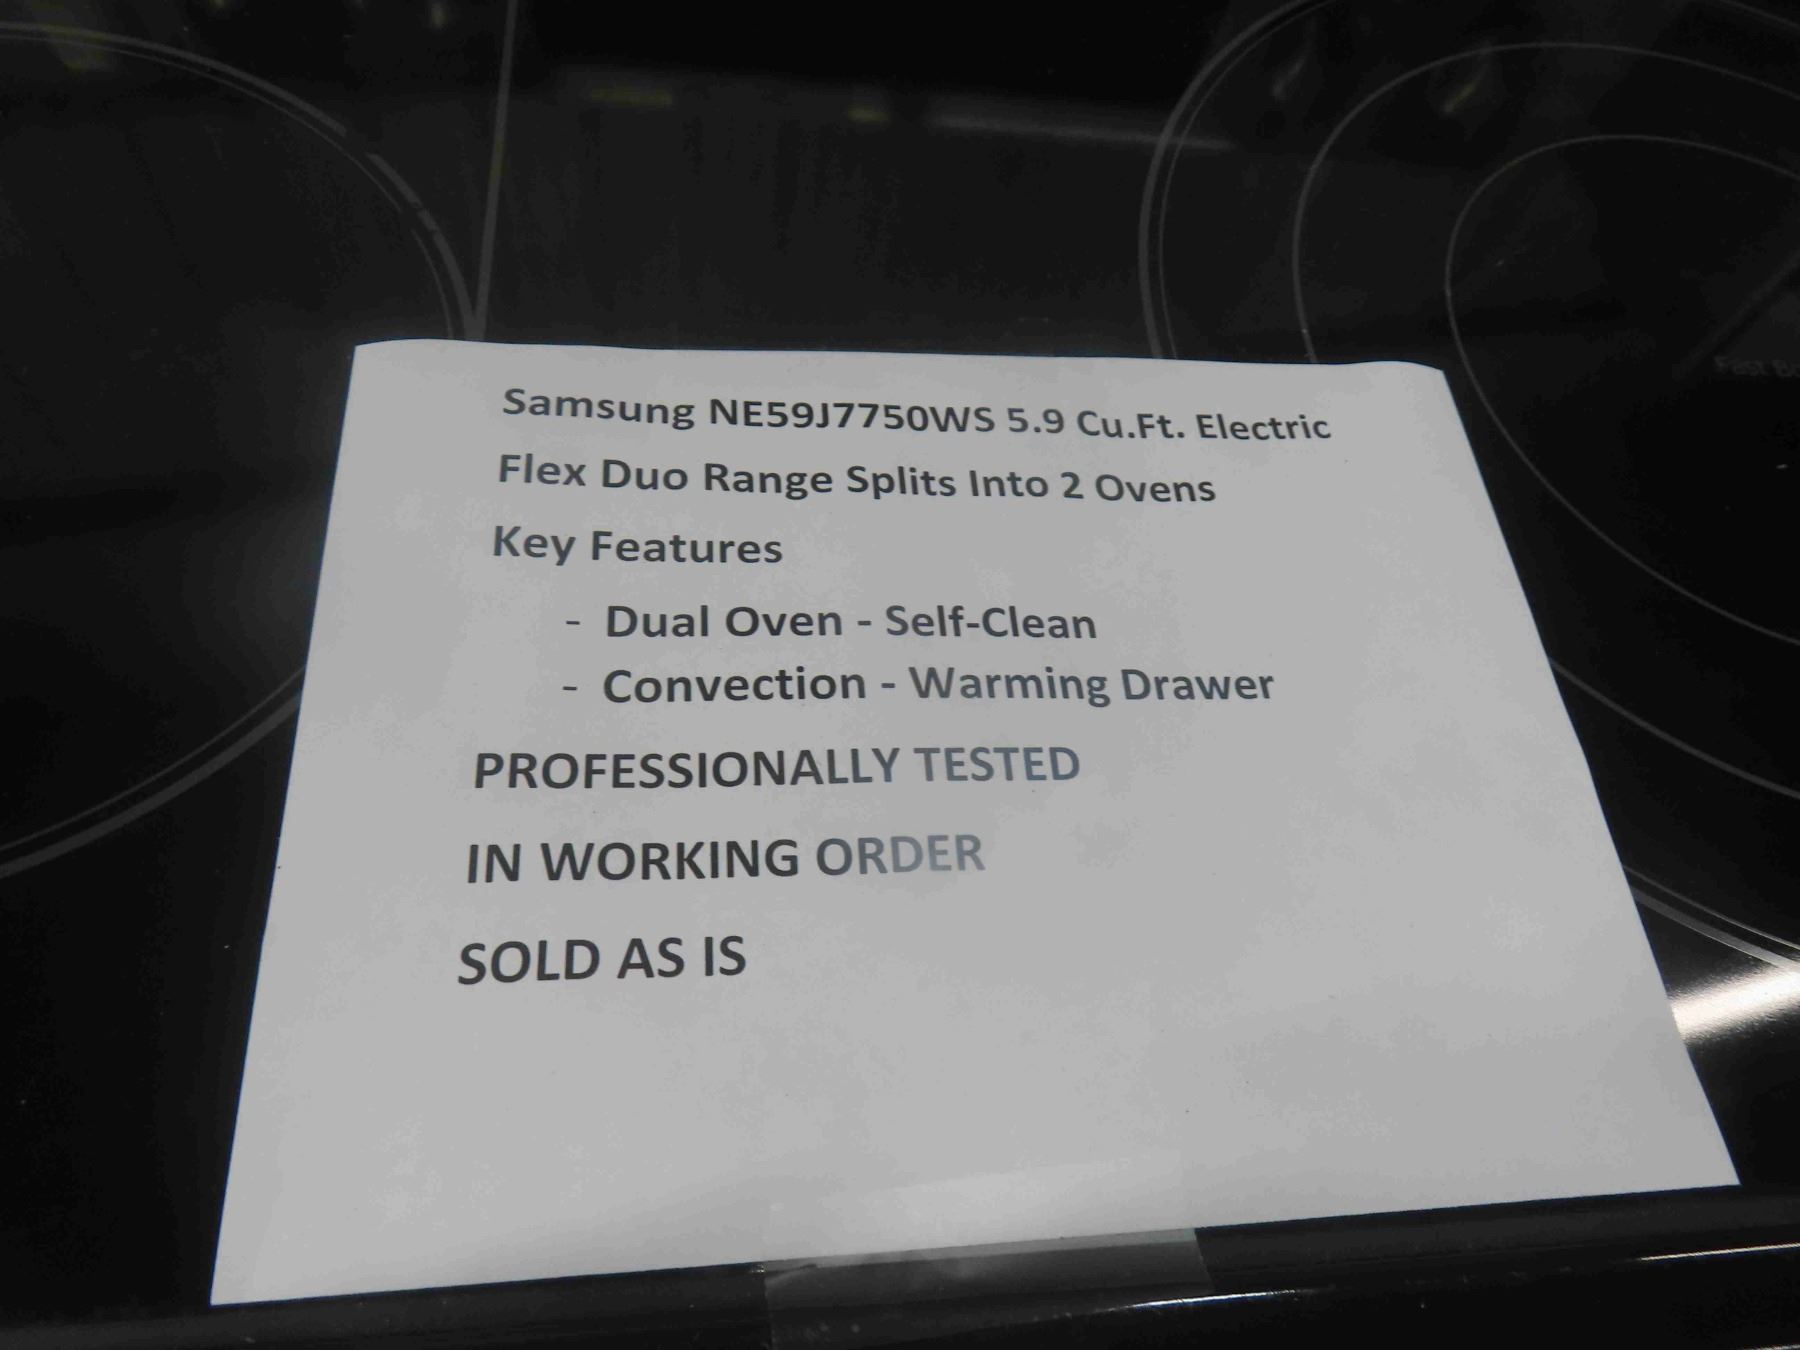 Samsung NE59J7750WS 5.9 Cu.Ft. Electric
Flex Duo Range Splits Into 2 Ovens
Key Features
- Dual Oven - Self-Clean
- Convection - Warming Drawer
PROFESSIONALLY TESTED
IN WORKING ORDER
SOLD AS IS
Fast